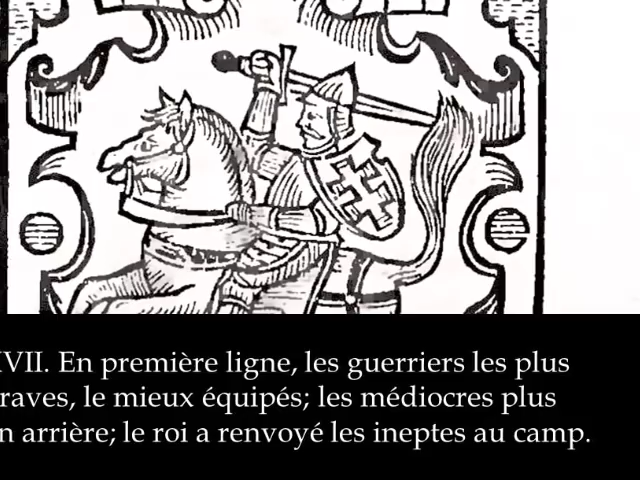 VII. En première ligne, les guerriers les plus
raves, le mieux équipés; les médiocres plus
n arrière; le roi a renvoyé les ineptes au camp.